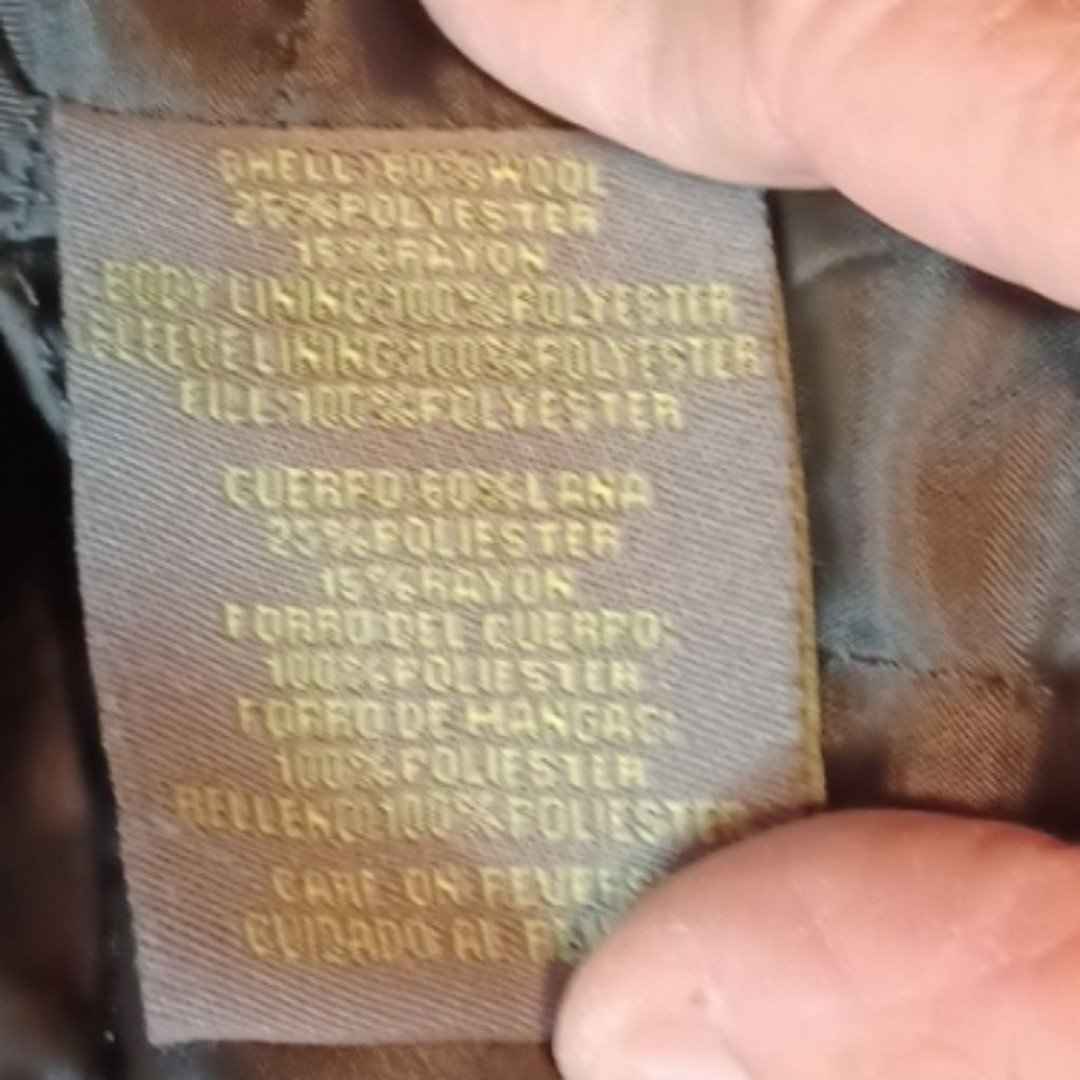 SHELL: 60% WOOL
25% POLYESTER
15% RAYON
BODY LINING: 100% POLYESTER
SLEEVE LINING: 100% POLYESTER
FILL: 100% POLYESTER
CUERPO: 60% LANA
25% POLIESTER
15% RAYON
FORRO DEL CUERPO:
100% POLIESTER
FORRO DE MANGAS:
100% POLIESTER
RELLENO: 100% POLIESTER
CARE ON
CUIDADO AL